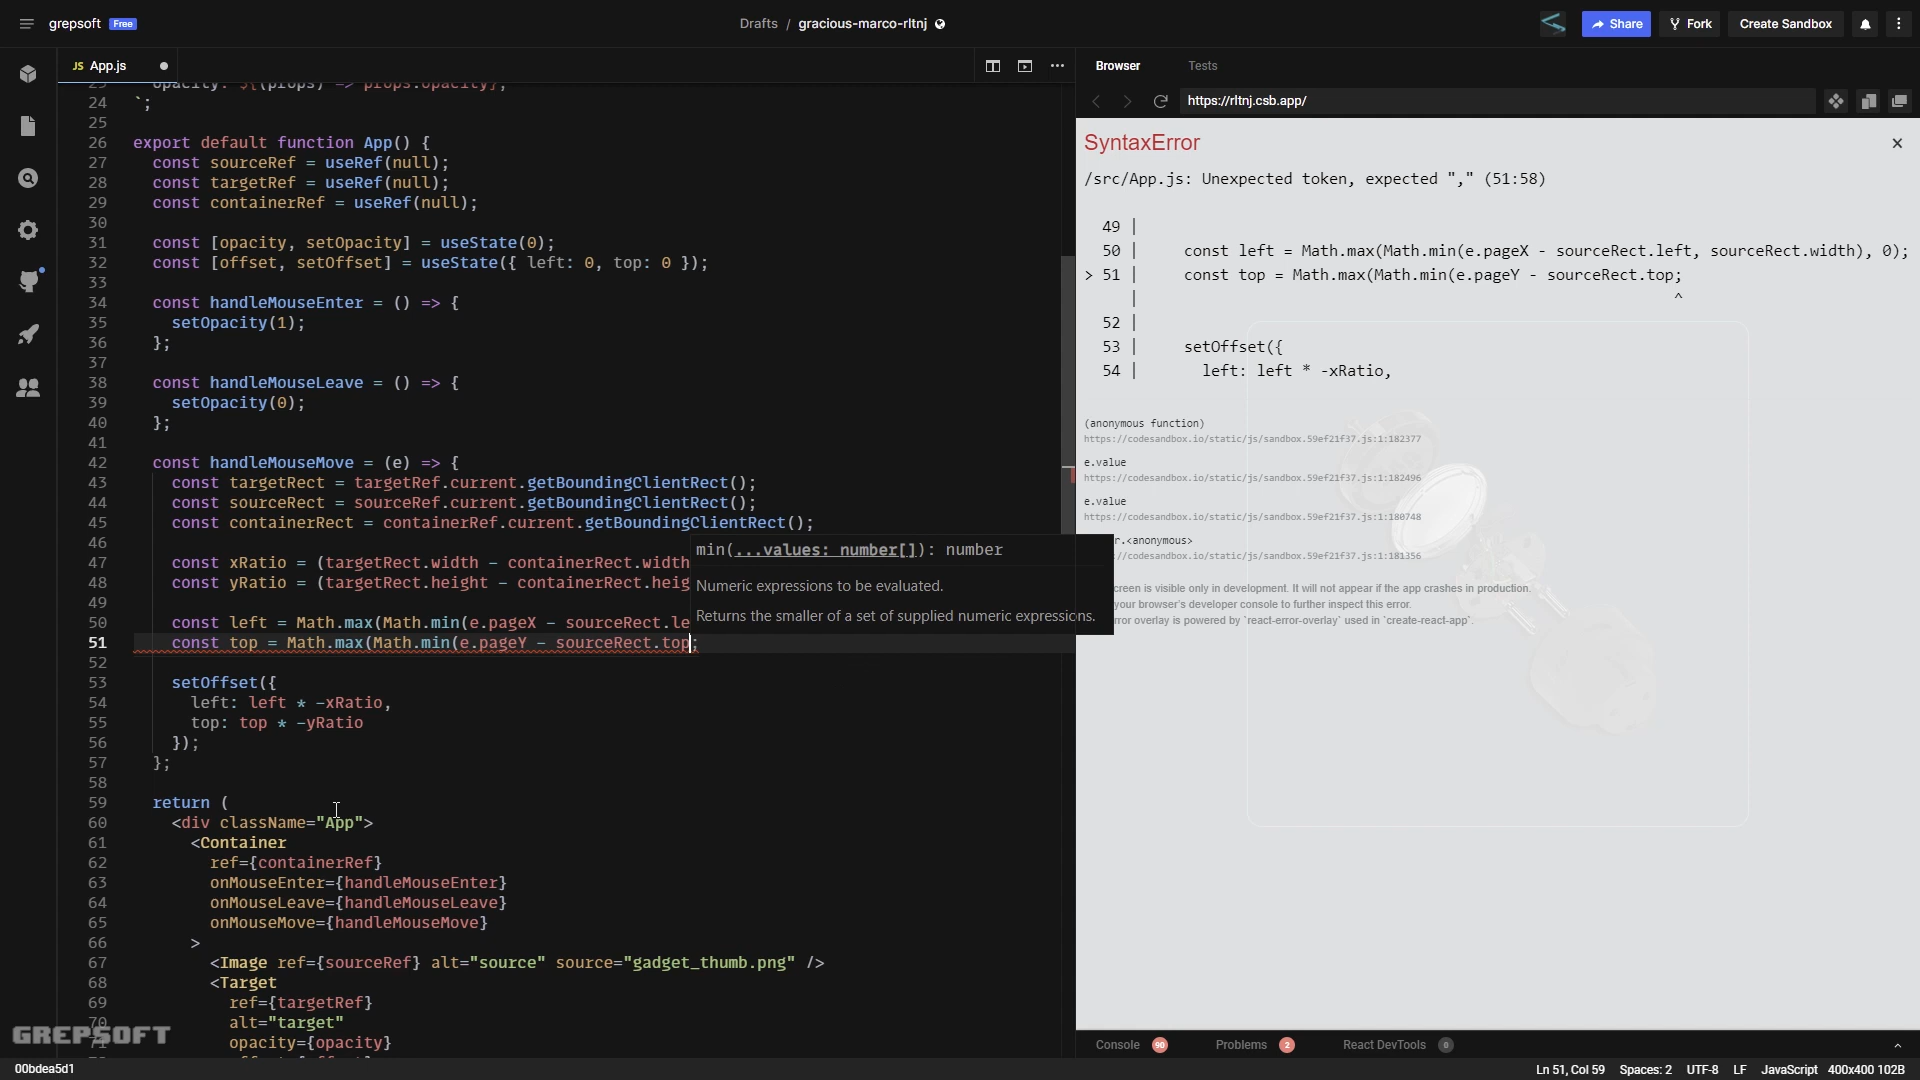 grepsoft Free
Drafts / gracious-marco-rltnj
Share
Fork
Create Sandbox
JS App.js
Browser
Tests
https://rltnj.csb.app/
23 opacity: ${(props) => props.opacity};
24 `;
25
26 export default function App() {
27 const sourceRef = useRef(null);
28 const targetRef = useRef(null);
29 const containerRef = useRef(null);
30
31 const [opacity, setOpacity] = useState(0);
32 const [offset, setOffset] = useState({ left: 0, top: 0 });
33
34 const handleMouseEnter = () => {
35 setOpacity(1);
36 };
37
38 const handleMouseLeave = () => {
39 setOpacity(0);
40 };
41
42 const handleMouseMove = (e) => {
43 const targetRect = targetRef.current.getBoundingClientRect();
44 const sourceRect = sourceRef.current.getBoundingClientRect();
45 const containerRect = containerRef.current.getBoundingClientRect();
46
47 const xRatio = (targetRect.width - containerRect.width
48 const yRatio = (targetRect.height - containerRect.heig
49
50 const left = Math.max(Math.min(e.pageX - sourceRect.le
51 const top = Math.max(Math.min(e.pageY - sourceRect.top;
52
53 setOffset({
54 left: left * -xRatio,
55 top: top * -yRatio
56 });
57 };
58
59 return (
60 <div className="App">
61 <Container
62 ref={containerRef}
63 onMouseEnter={handleMouseEnter}
64 onMouseLeave={handleMouseLeave}
65 onMouseMove={handleMouseMove}
66 >
67 <Image ref={sourceRef} alt="source" source="gadget_thumb.png" />
68 <Target
69 ref={targetRef}
70 alt="target"
71 opacity={opacity}
min(...values: number[]): number
Numeric expressions to be evaluated.
Returns the smaller of a set of supplied numeric expressions.
SyntaxError
/src/App.js: Unexpected token, expected "," (51:58)
49 |
50 | const left = Math.max(Math.min(e.pageX - sourceRect.left, sourceRect.width), 0);
> 51 | const top = Math.max(Math.min(e.pageY - sourceRect.top;
| ^
52 |
53 | setOffset({
54 | left: left * -xRatio,
(anonymous function)
https://codesandbox.io/static/js/sandbox.59ef21f37.js:1:182377
e.value
https://codesandbox.io/static/js/sandbox.59ef21f37.js:1:182496
e.value
https://codesandbox.io/static/js/sandbox.59ef21f37.js:1:180748
r.<anonymous>
://codesandbox.io/static/js/sandbox.59ef21f37.js:1:181356
screen is visible only in development. It will not appear if the app crashes in production.
your browser's developer console to further inspect this error.
error overlay is powered by `react-error-overlay` used in `create-react-app`.
GREPSOFT
Console 90
Problems 2
React DevTools 0
00bdea5d1
Ln 51, Col 59 Spaces: 2 UTF-8 LF JavaScript 400x400 102B